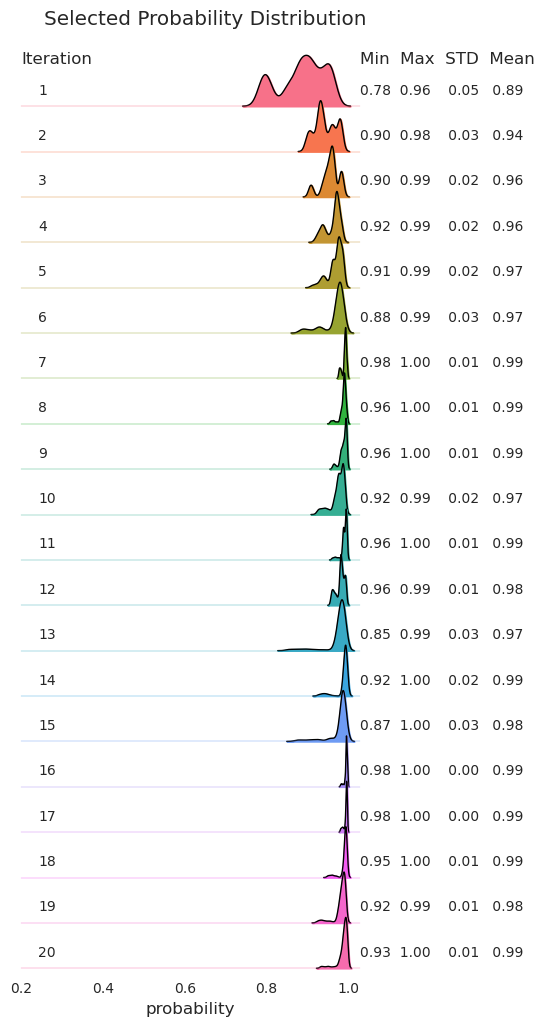 Selected Probability Distribution
Iteration Min Max STD Mean
1 0.78 0.96 0.05 0.89
2 0.90 0.98 0.03 0.94
3 0.90 0.99 0.02 0.96
4 0.92 0.99 0.02 0.96
5 0.91 0.99 0.02 0.97
6 0.88 0.99 0.03 0.97
7 0.98 1.00 0.01 0.99
8 0.96 1.00 0.01 0.99
9 0.96 1.00 0.01 0.99
10 0.92 0.99 0.02 0.97
11 0.96 1.00 0.01 0.99
12 0.96 0.99 0.01 0.98
13 0.85 0.99 0.03 0.97
14 0.92 1.00 0.02 0.99
15 0.87 1.00 0.03 0.98
16 0.98 1.00 0.00 0.99
17 0.98 1.00 0.00 0.99
18 0.95 1.00 0.01 0.99
19 0.92 0.99 0.01 0.98
20 0.93 1.00 0.01 0.99
0.2 0.4 0.6 0.8 1.0
probability